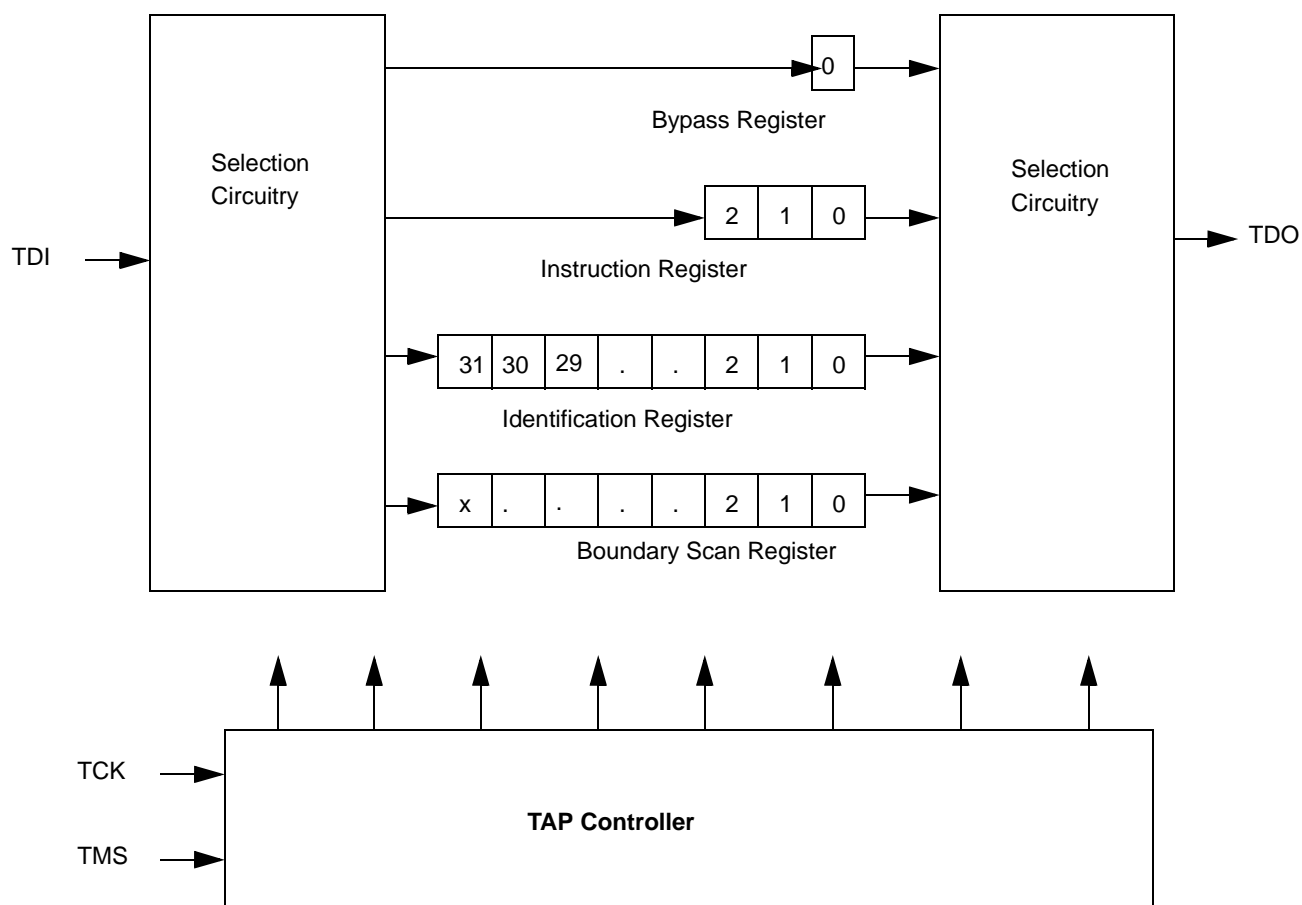 0
Bypass Register
Selection
Circuitry
Selection
Circuitry
2 1 0
TDI
TDO
Instruction Register
31 30 29 . . 2 1 0
Identification Register
x . . . . 2 1 0
Boundary Scan Register
TCK
TAP Controller
TMS